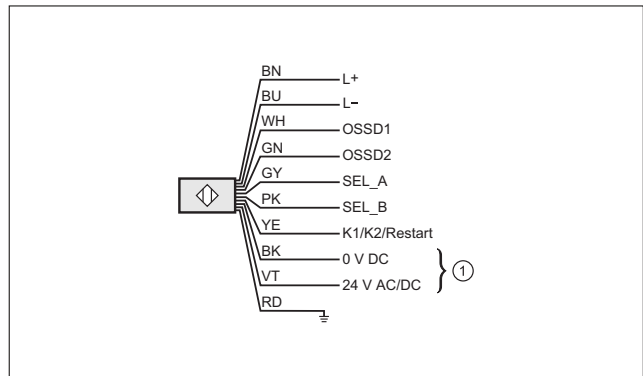 BN L+
BU L–
WH OSSD1
GN OSSD2
GY SEL_A
PK SEL_B
YE K1/K2/Restart
BK 0 V DC
VT 24 V AC/DC
1
RD